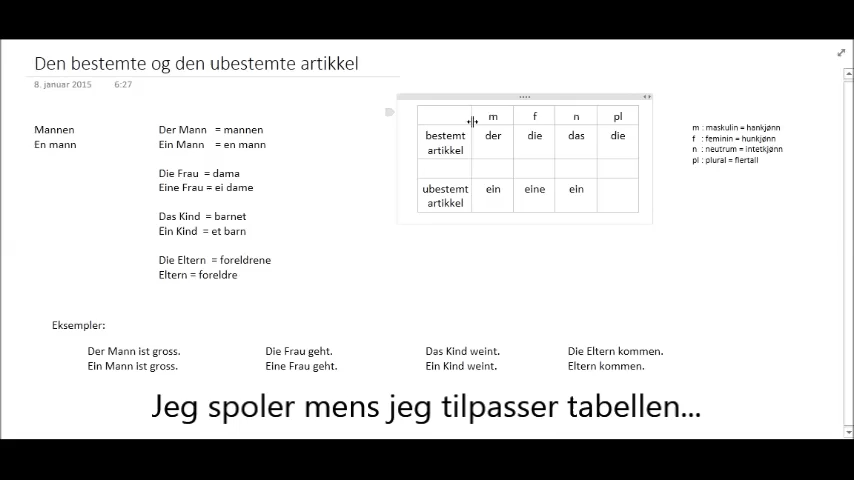 Den bestemte og den ubestemte artikkel
8. januar 2015 6:27
Mannen
En mann
Der Mann = mannen
Ein Mann = en mann
Die Frau = dama
Eine Frau = ei dame
Das Kind = barnet
Ein Kind = et barn
Die Eltern = foreldrene
Eltern = foreldre
m f n pl
bestemt artikkel der die das die
ubestemt artikkel ein eine ein
m : maskulin = hankjønn
f : feminin = hunkjønn
n : neutrum = intetkjønn
pl : plural = flertall
Eksempler:
Der Mann ist gross. Die Frau geht. Das Kind weint. Die Eltern kommen.
Ein Mann ist gross. Eine Frau geht. Ein Kind weint. Eltern kommen.
Jeg spoler mens jeg tilpasser tabellen...